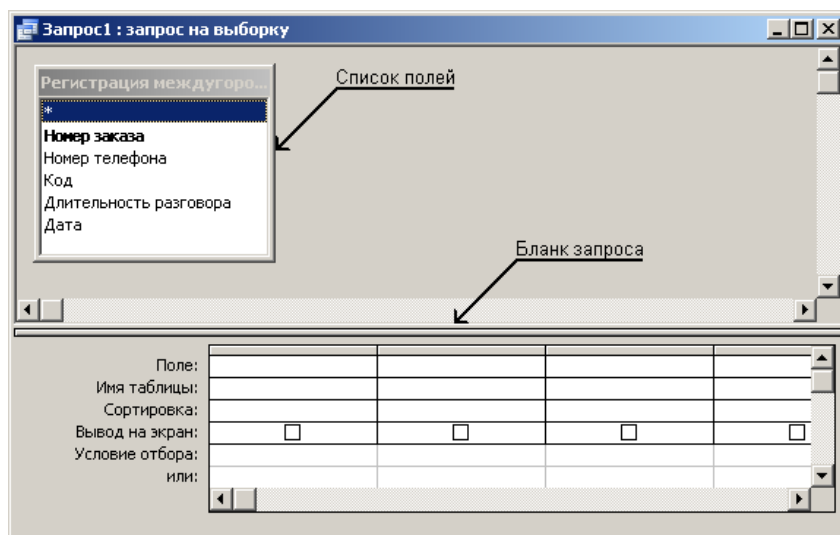 Запрос1 : запрос на выборку
Регистрация междугоро...
*
Номер заказа
Номер телефона
Код
Длительность разговора
Дата
Список полей
Бланк запроса
Поле:
Имя таблицы:
Сортировка:
Вывод на экран:
Условие отбора:
или: